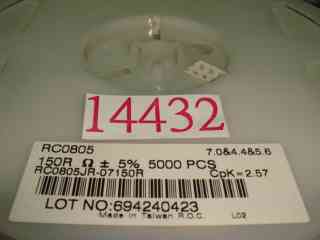 14432
RC0805 7.0&4.4&5.6
150R Ω ± 5% 5000 PCS
RC0805JR-07150R CpK=2.57
LOT NO:694240423
Made in Taiwan R.O.C. L02